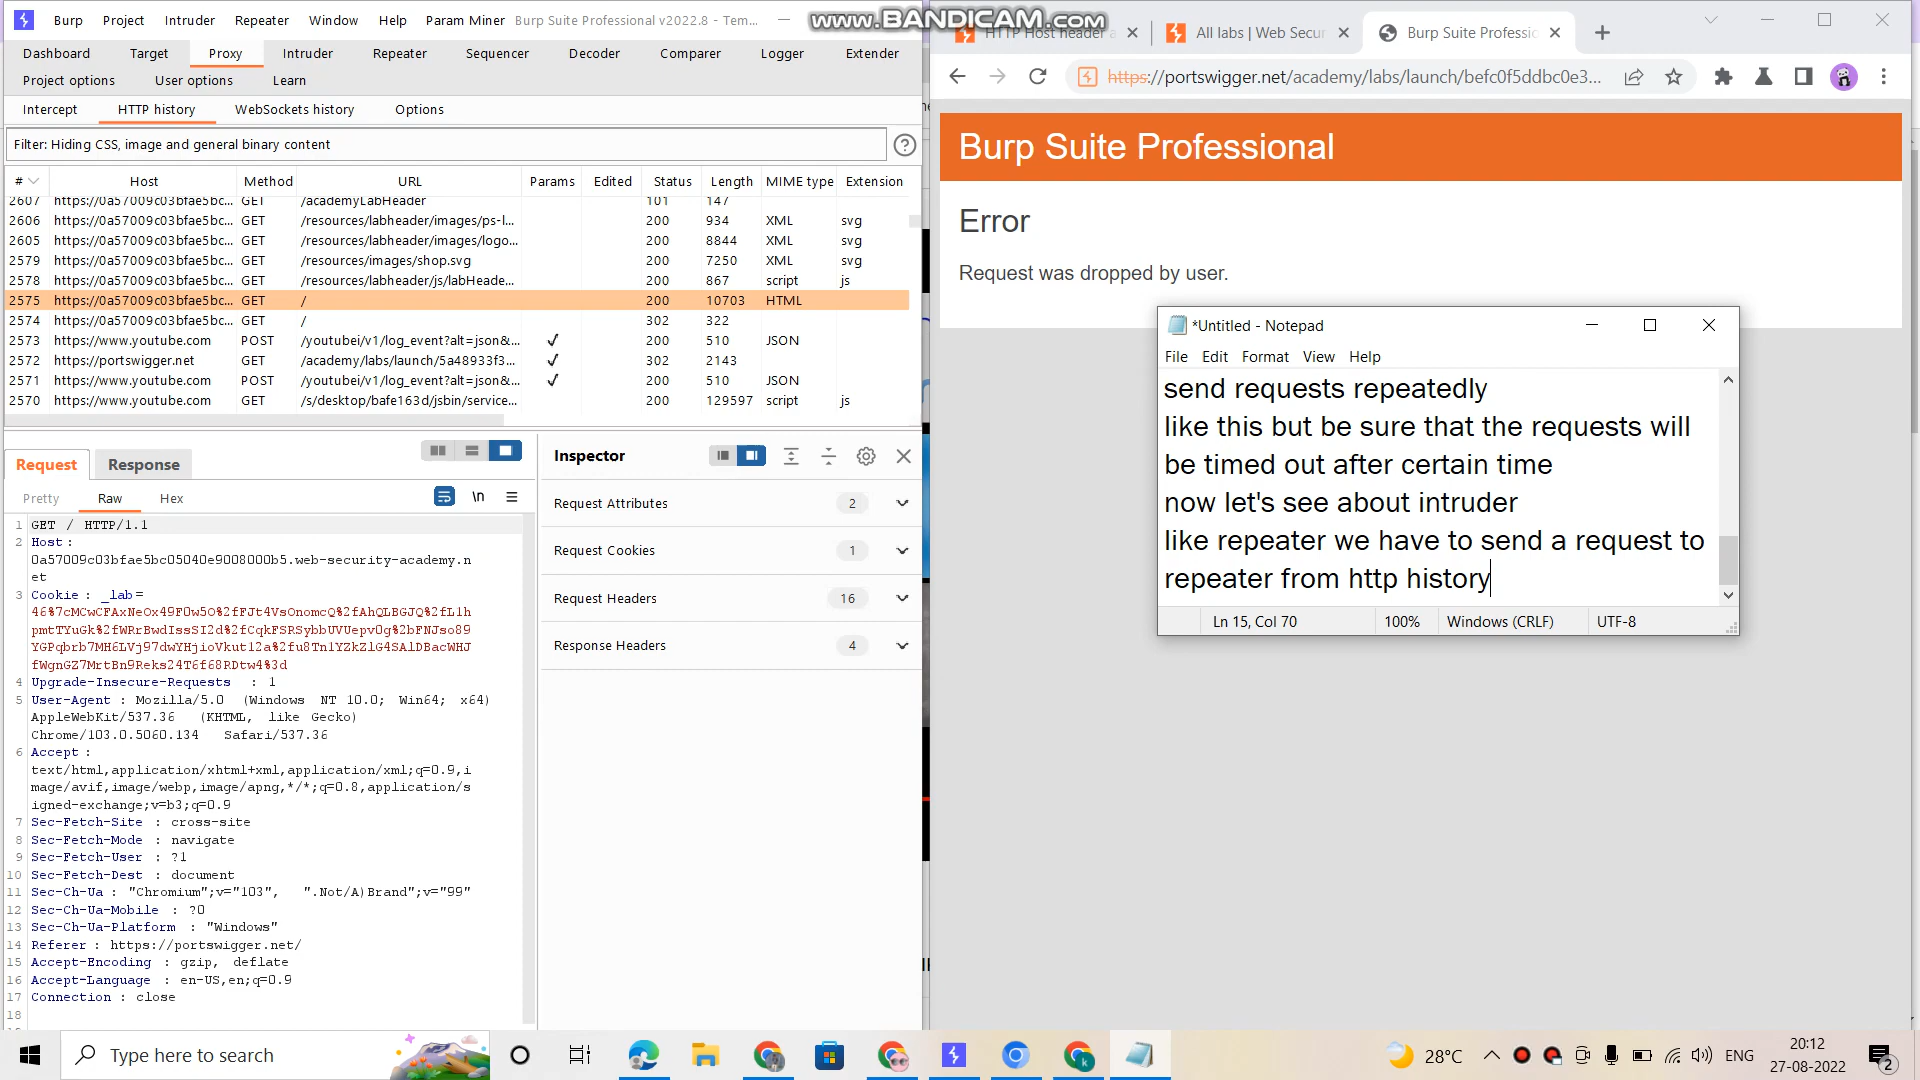 Burp Project Intruder Repeater Window Help Param Miner Burp Suite Professional v2022.8 - Tem...
www.BANDICAM.com
Dashboard Target Proxy Intruder Repeater Sequencer Decoder Comparer Logger Extender
Project options User options Learn
Intercept HTTP history WebSockets history Options
Filter: Hiding CSS, image and general binary content
# Host Method URL Params Edited Status Length MIME type Extension
2607 https://0a57009c03bfae5bc... GET /academyLabHeader 101 147
2606 https://0a57009c03bfae5bc... GET /resources/labheader/images/ps-l... 200 934 XML svg
2605 https://0a57009c03bfae5bc... GET /resources/labheader/images/logo... 200 8844 XML svg
2579 https://0a57009c03bfae5bc... GET /resources/images/shop.svg 200 7250 XML svg
2578 https://0a57009c03bfae5bc... GET /resources/labheader/js/labHeade... 200 867 script js
2575 https://0a57009c03bfae5bc... GET / 200 10703 HTML
2574 https://0a57009c03bfae5bc... GET / 302 322
2573 https://www.youtube.com POST /youtubei/v1/log_event?alt=json&... ✓ 200 510 JSON
2572 https://portswigger.net GET /academy/labs/launch/5a48933f3... ✓ 302 2143
2571 https://www.youtube.com POST /youtubei/v1/log_event?alt=json&... ✓ 200 510 JSON
2570 https://www.youtube.com GET /s/desktop/bafe163d/jsbin/service... 200 129597 script js
Request Response
Pretty Raw Hex \n
1 GET / HTTP/1.1
2 Host :
0a57009c03bfae5bc05040e9008000b5.web-security-academy.n
et
3 Cookie : _lab =
46%7cMCwCFAxNeOx49F0w5O%2fFJt4VsOnomcQ%2fAhQLBGJQ%2fL1h
pmtTYuGk%2fWRrBwdIssSI2d%2fCqkFSRSybbUVUepv0g%2bFNJso89
YGPqbrb7MH6LVj97dwYHjioVkut12a%2fu8Tn1YZkZlG4SAlDBacWHJ
fWgnGZ7MrtBn9Reks24T6f68RDtw4%3d
4 Upgrade-Insecure-Requests : 1
5 User-Agent : Mozilla/5.0 (Windows NT 10.0; Win64; x64)
AppleWebKit/537.36 (KHTML, like Gecko)
Chrome/103.0.5060.134 Safari/537.36
6 Accept :
text/html,application/xhtml+xml,application/xml;q=0.9,i
mage/avif,image/webp,image/apng,*/*;q=0.8,application/s
igned-exchange;v=b3;q=0.9
7 Sec-Fetch-Site : cross-site
8 Sec-Fetch-Mode : navigate
9 Sec-Fetch-User : ?1
10 Sec-Fetch-Dest : document
11 Sec-Ch-Ua : "Chromium";v="103", ".Not/A)Brand";v="99"
12 Sec-Ch-Ua-Mobile : ?0
13 Sec-Ch-Ua-Platform : "Windows"
14 Referer : https://portswigger.net/
15 Accept-Encoding : gzip, deflate
16 Accept-Language : en-US,en;q=0.9
17 Connection : close
18
Inspector
Request Attributes 2
Request Cookies 1
Request Headers 16
Response Headers 4
HTTP Host header a All labs | Web Secur Burp Suite Professio
https://portswigger.net/academy/labs/launch/befc0f5ddbc0e3...
Burp Suite Professional
Error
Request was dropped by user.
*Untitled - Notepad
File Edit Format View Help
send requests repeatedly
like this but be sure that the requests will
be timed out after certain time
now let's see about intruder
like repeater we have to send a request to
repeater from http history
Ln 15, Col 70 100% Windows (CRLF) UTF-8
Type here to search
28°C ENG 20:12
27-08-2022 2